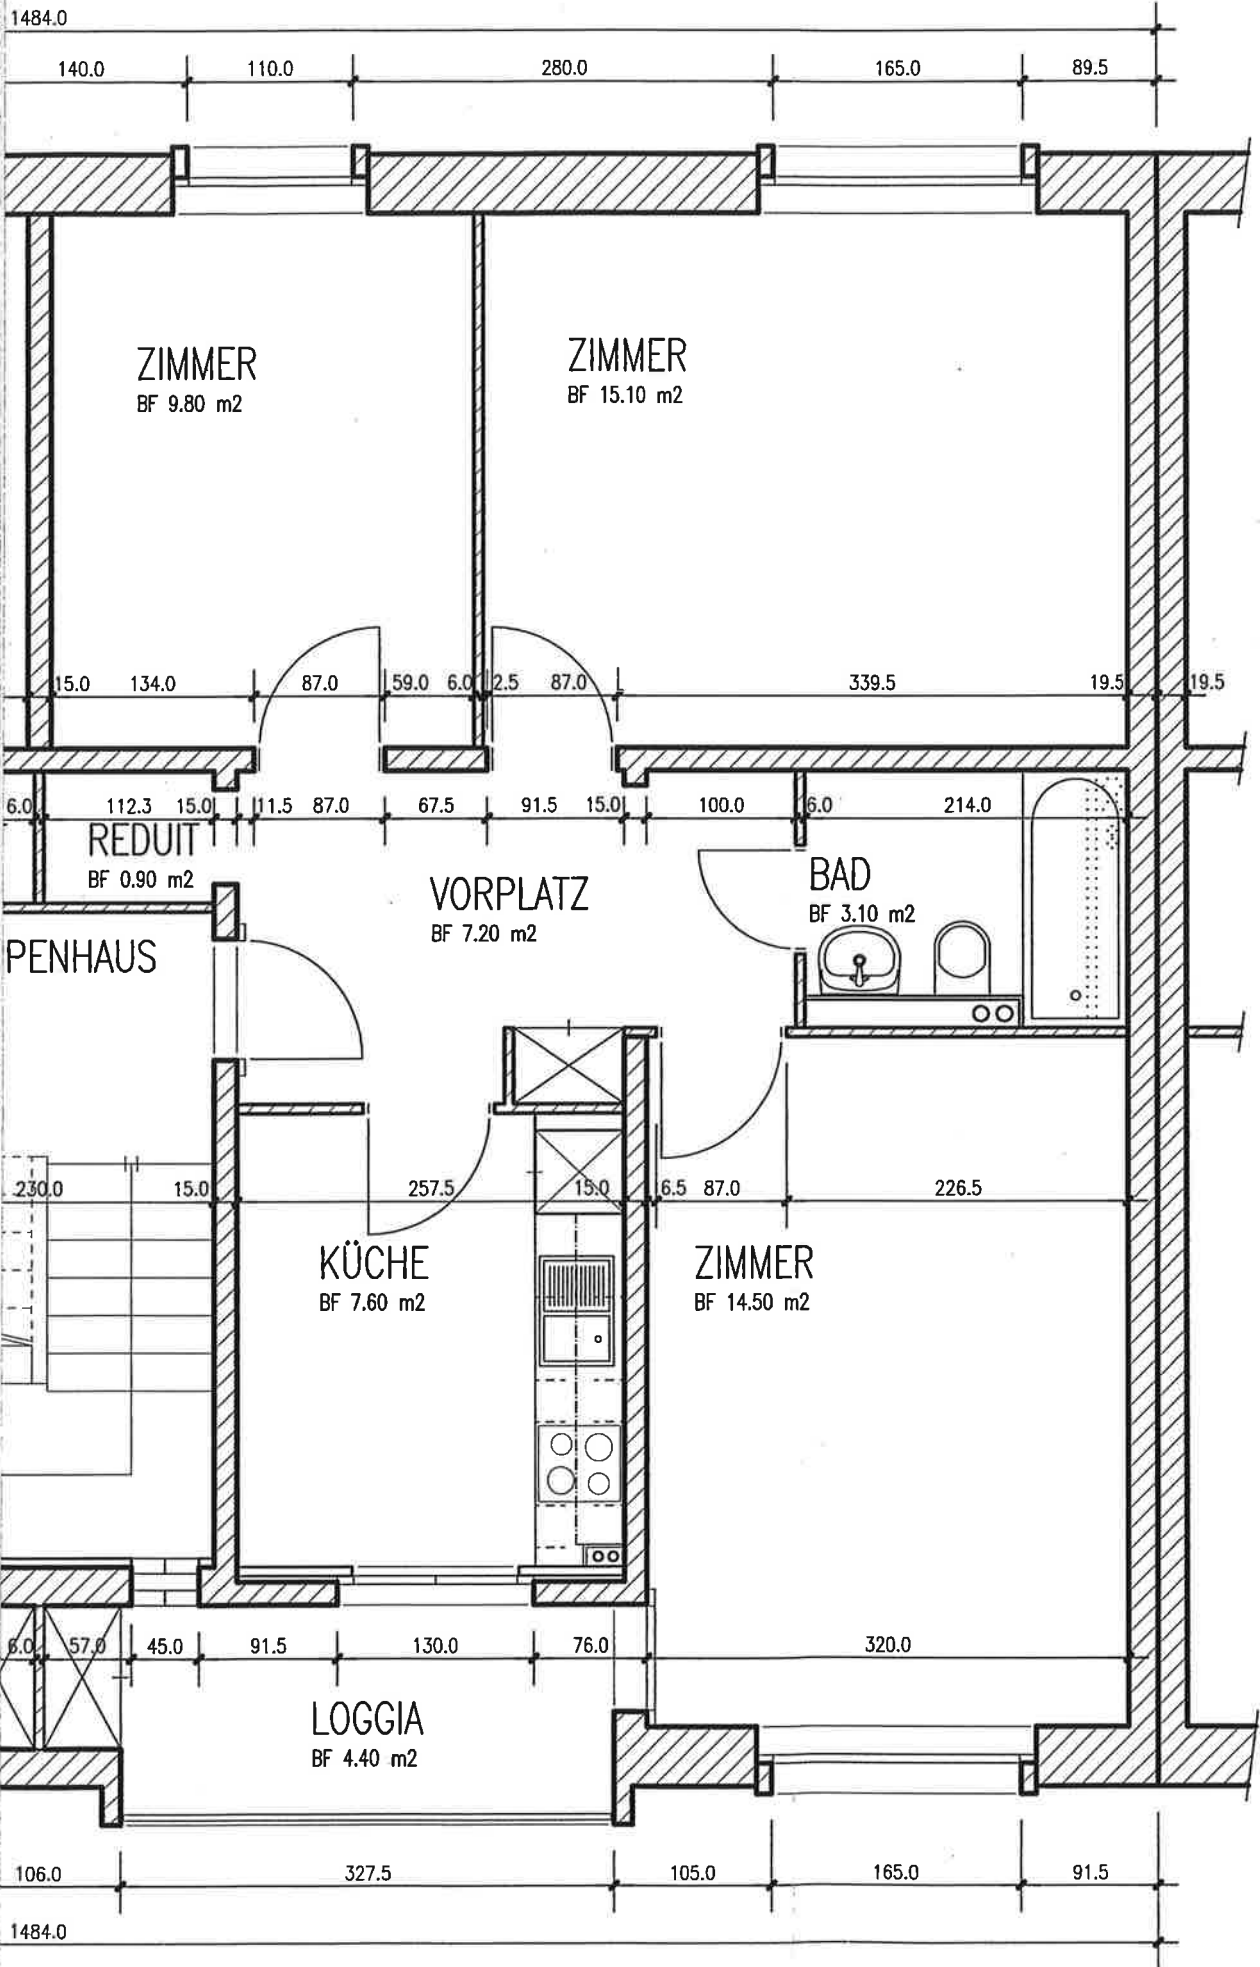 1484.0
140.0 110.0 280.0 165.0 89.5
ZIMMER
BF 9.80 m2
ZIMMER
BF 15.10 m2
15.0 134.0 87.0 59.0 6.0 2.5 87.0 339.5 19.5 19.5
6.0 112.3 15.0 11.5 87.0 67.5 91.5 15.0 100.0 6.0 214.0
REDUIT
BF 0.90 m2
VORPLATZ
BF 7.20 m2
BAD
BF 3.10 m2
PENHAUS
230.0 15.0 257.5 15.0 6.5 87.0 226.5
KÜCHE
BF 7.60 m2
ZIMMER
BF 14.50 m2
6.0 57.0 45.0 91.5 130.0 76.0 320.0
LOGGIA
BF 4.40 m2
106.0 327.5 105.0 165.0 91.5
1484.0